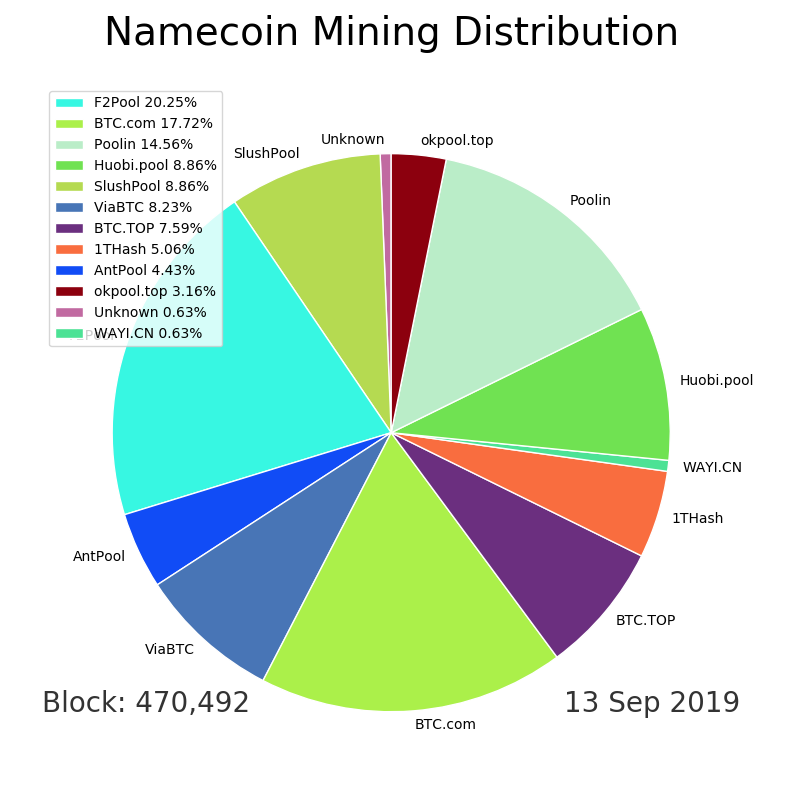 Namecoin Mining Distribution
F2Pool 20.25%
BTC.com 17.72%
Poolin 14.56%
Huobi.pool 8.86%
SlushPool 8.86%
ViaBTC 8.23%
BTC.TOP 7.59%
1THash 5.06%
AntPool 4.43%
okpool.top 3.16%
Unknown 0.63%
WAYI.CN 0.63%
Unknown
okpool.top
SlushPool
Poolin
F2Pool
Huobi.pool
WAYI.CN
1THash
AntPool
BTC.TOP
ViaBTC
BTC.com
Block: 470,492
13 Sep 2019